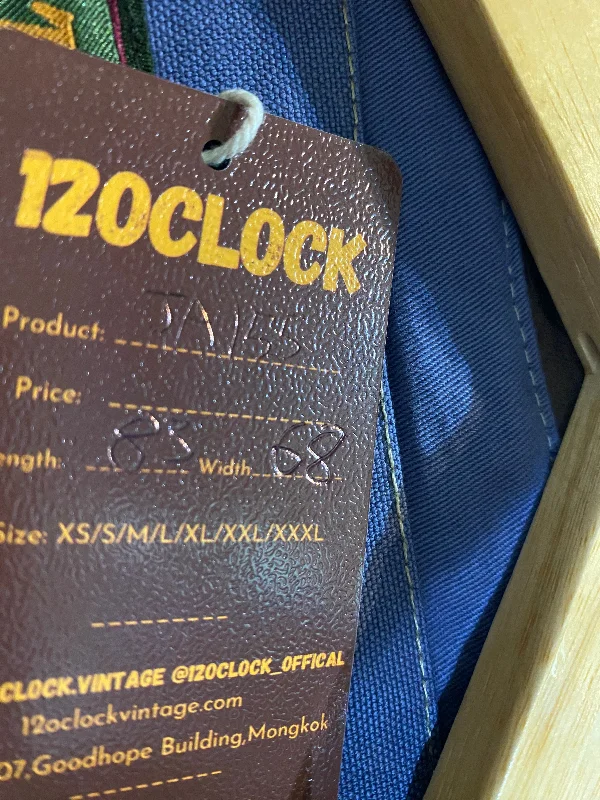 12OCLOCK
Product: JA155
Price:
ength: 83 Width 68
Size: XS/S/M/L/XL/XXL/XXXL
CLOCK.VINTAGE @12OCLOCK_OFFICAL
12oclockvintage.com
07,Goodhope Building,Mongkok